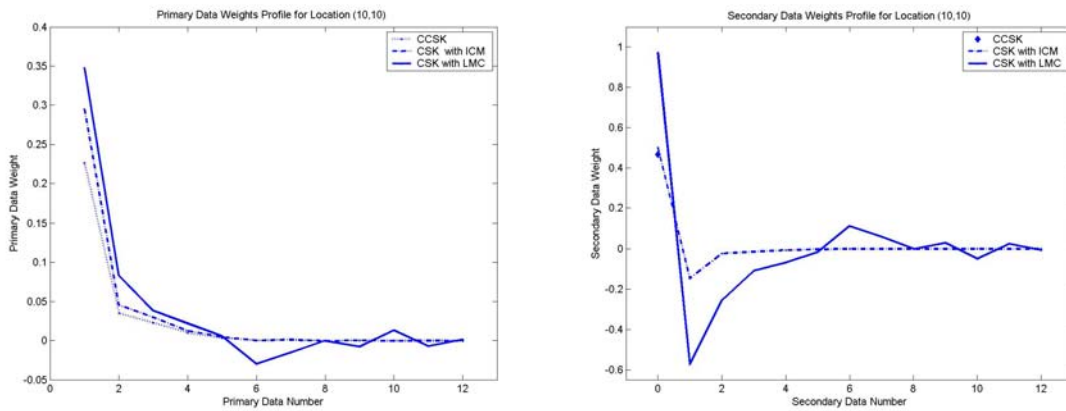 Primary Data Weights Profile for Location (10,10)
0.4
0.35
0.3
0.25
0.2
0.15
0.1
0.05
0
-0.05
Primary Data Weight
CCSK
CSK with ICM
CSK with LMC
0 2 4 6 8 10 12
Primary Data Number
Secondary Data Weights Profile for Location (10,10)
1
0.8
0.6
0.4
0.2
0
-0.2
-0.4
-0.6
Secondary Data Weight
CCSK
CSK with ICM
CSK with LMC
0 2 4 6 8 10 12
Secondary Data Number